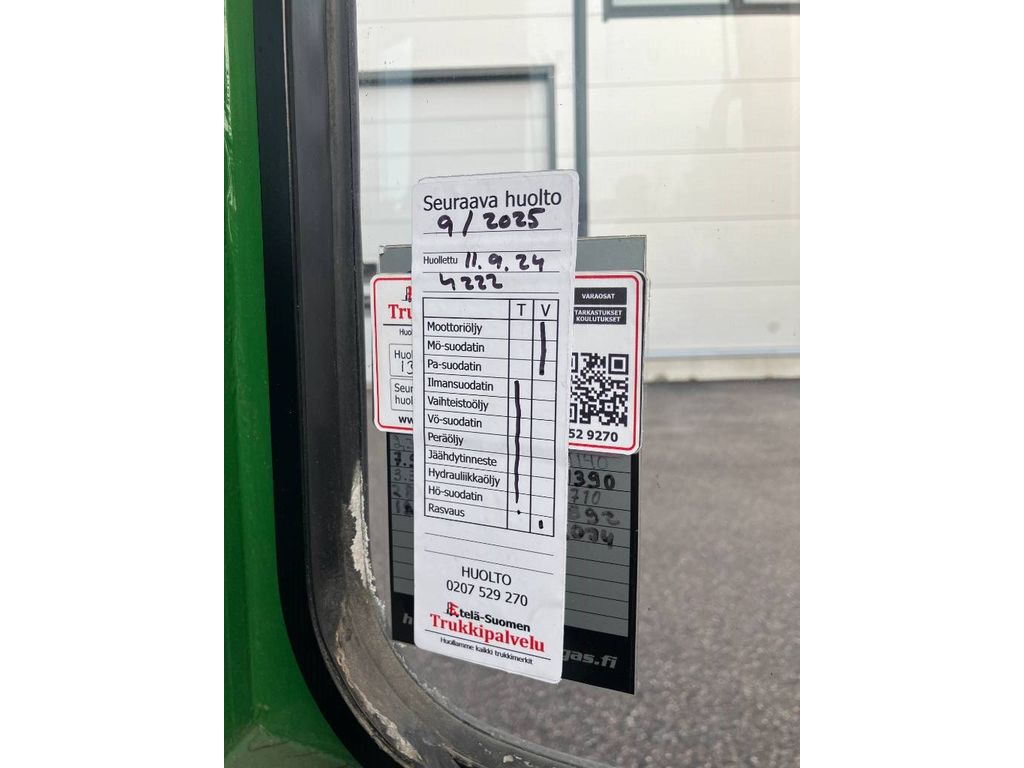 Seuraava huolto
9/2025
Huollettu 11.9.24
4222
T V
Moottoriöljy
Mö-suodatin
Pa-suodatin
Ilmansuodatin
Vaihteistoöljy
Vö-suodatin
Peräöljy
Jäähdytinneste
Hydrauliikkaöljy
Hö-suodatin
Rasvaus
HUOLTO
0207 529 270
Etelä-Suomen
Trukkipalvelu
Huollamme kaikki trukkimerkit
VARAOSAT
TARKASTUKSET
KOULUTUKSET
52 9270
1390
710
392
gas.fi